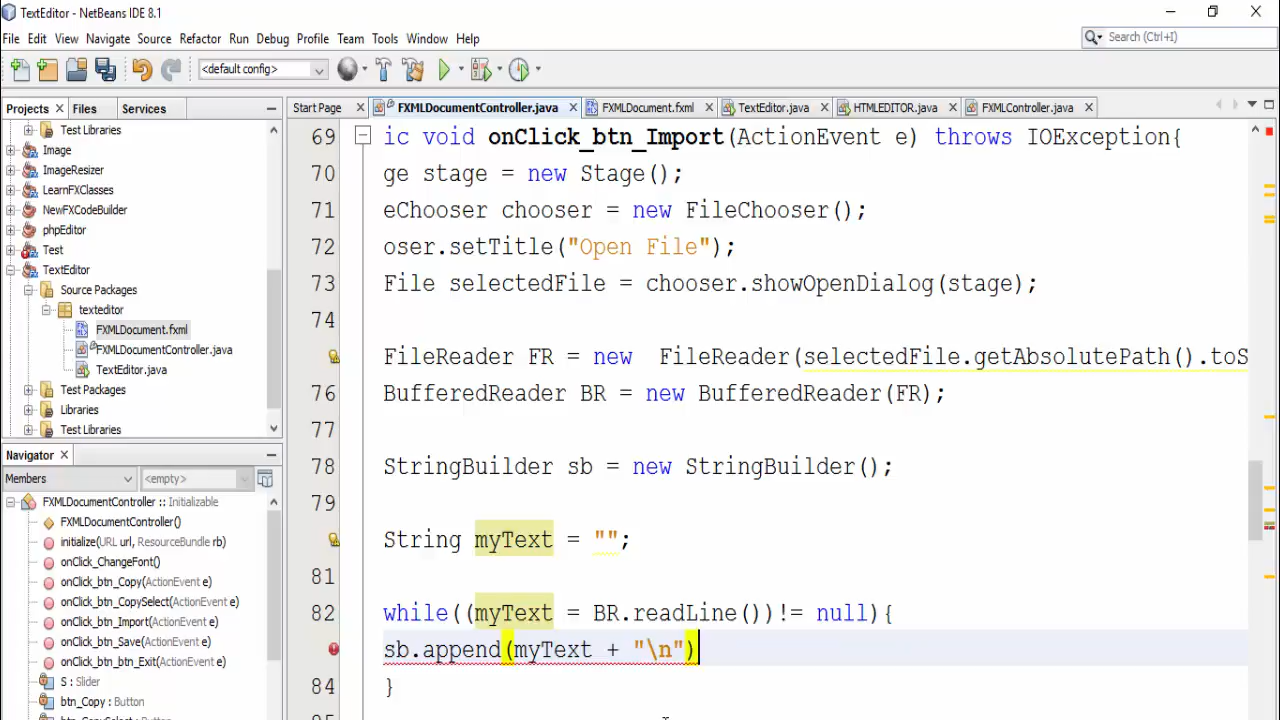 TextEditor - NetBeans IDE 8.1
File Edit View Navigate Source Refactor Run Debug Profile Team Tools Window Help
Search (Ctrl+I)
<default config>
Projects Files Services
Start Page FXMLDocumentController.java FXMLDocument.fxml TextEditor.java HTMLEDITOR.java FXMLController.java
Test Libraries
Image
ImageResizer
LearnFXClasses
NewFXCodeBuilder
phpEditor
Test
TextEditor
Source Packages
texteditor
FXMLDocument.fxml
FXMLDocumentController.java
TextEditor.java
Test Packages
Libraries
Test Libraries
Navigator
Members <empty>
FXMLDocumentController :: Initializable
FXMLDocumentController()
initialize(URL url, ResourceBundle rb)
onClick_ChangeFont()
onClick_btn_Copy(ActionEvent e)
onClick_btn_CopySelect(ActionEvent e)
onClick_btn_Import(ActionEvent e)
onClick_btn_Save(ActionEvent e)
onClick_btn_btn_Exit(ActionEvent e)
S : Scene
btn_Copy : Button
btn_CopySelect : Button
69 ic void onClick_btn_Import(ActionEvent e) throws IOException{
70 ge stage = new Stage();
71 eChooser chooser = new FileChooser();
72 oser.setTitle("Open File");
73 File selectedFile = chooser.showOpenDialog(stage);
74
FileReader FR = new  FileReader(selectedFile.getAbsolutePath().toS
76 BufferedReader BR = new BufferedReader(FR);
77
78 StringBuilder sb = new StringBuilder();
79
String myText = "";
81
82 while((myText = BR.readLine())!= null){
sb.append(myText + "\n")
84 }